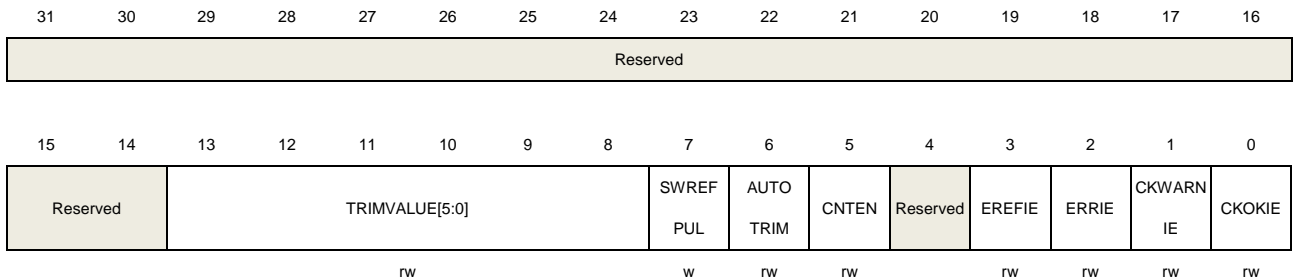 31 30 29 28 27 26 25 24 23 22 21 20 19 18 17 16
Reserved
15 14 13 12 11 10 9 8 7 6 5 4 3 2 1 0
Reserved TRIMVALUE[5:0] SWREF PUL AUTO TRIM CNTEN Reserved EREFIE ERRIE CKWARN IE CKOKIE
rw w rw rw rw rw rw rw